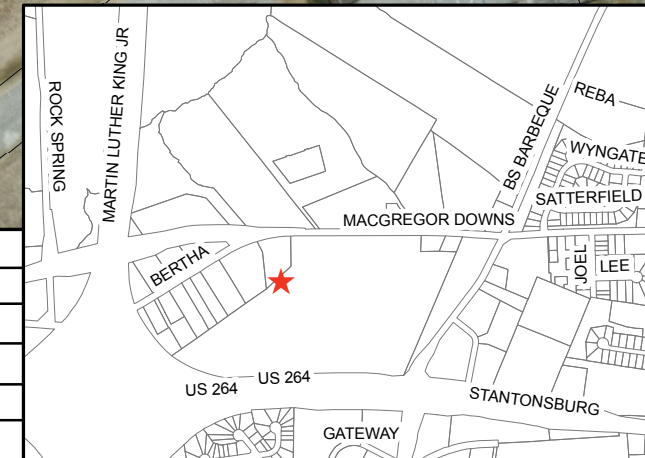 ROCK SPRING
MARTIN LUTHER KING JR
BS BARBEQUE
REBA
WYNGATE
SATTERFIELD
MACGREGOR DOWNS
BERTHA
JOEL
LEE
US 264
US 264
STANTONSBURG
GATEWAY